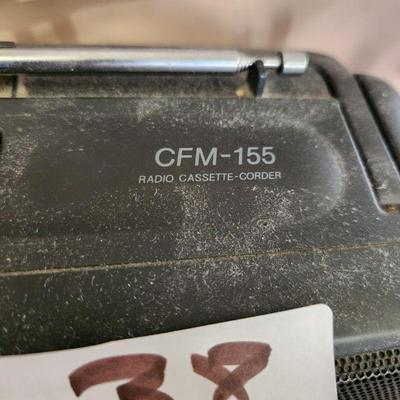 CFM-155
RADIO CASSETTE-CORDER
38